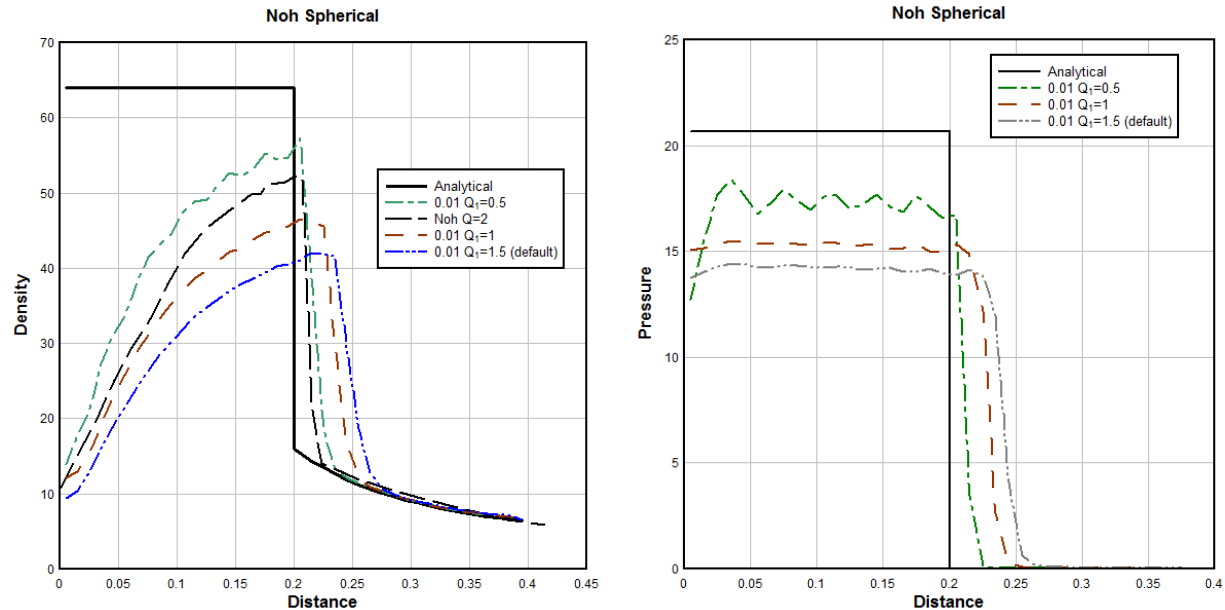 Noh Spherical
70
60
50
40
30
20
10
0
Density
Analytical
0.01 Q₁=0.5
Noh Q=2
0.01 Q₁=1
0.01 Q₁=1.5 (default)
0 0.05 0.1 0.15 0.2 0.25 0.3 0.35 0.4 0.45
Distance
Noh Spherical
25
20
15
10
5
0
Pressure
Analytical
0.01 Q₁=0.5
0.01 Q₁=1
0.01 Q₁=1.5 (default)
0 0.05 0.1 0.15 0.2 0.25 0.3 0.35 0.4
Distance